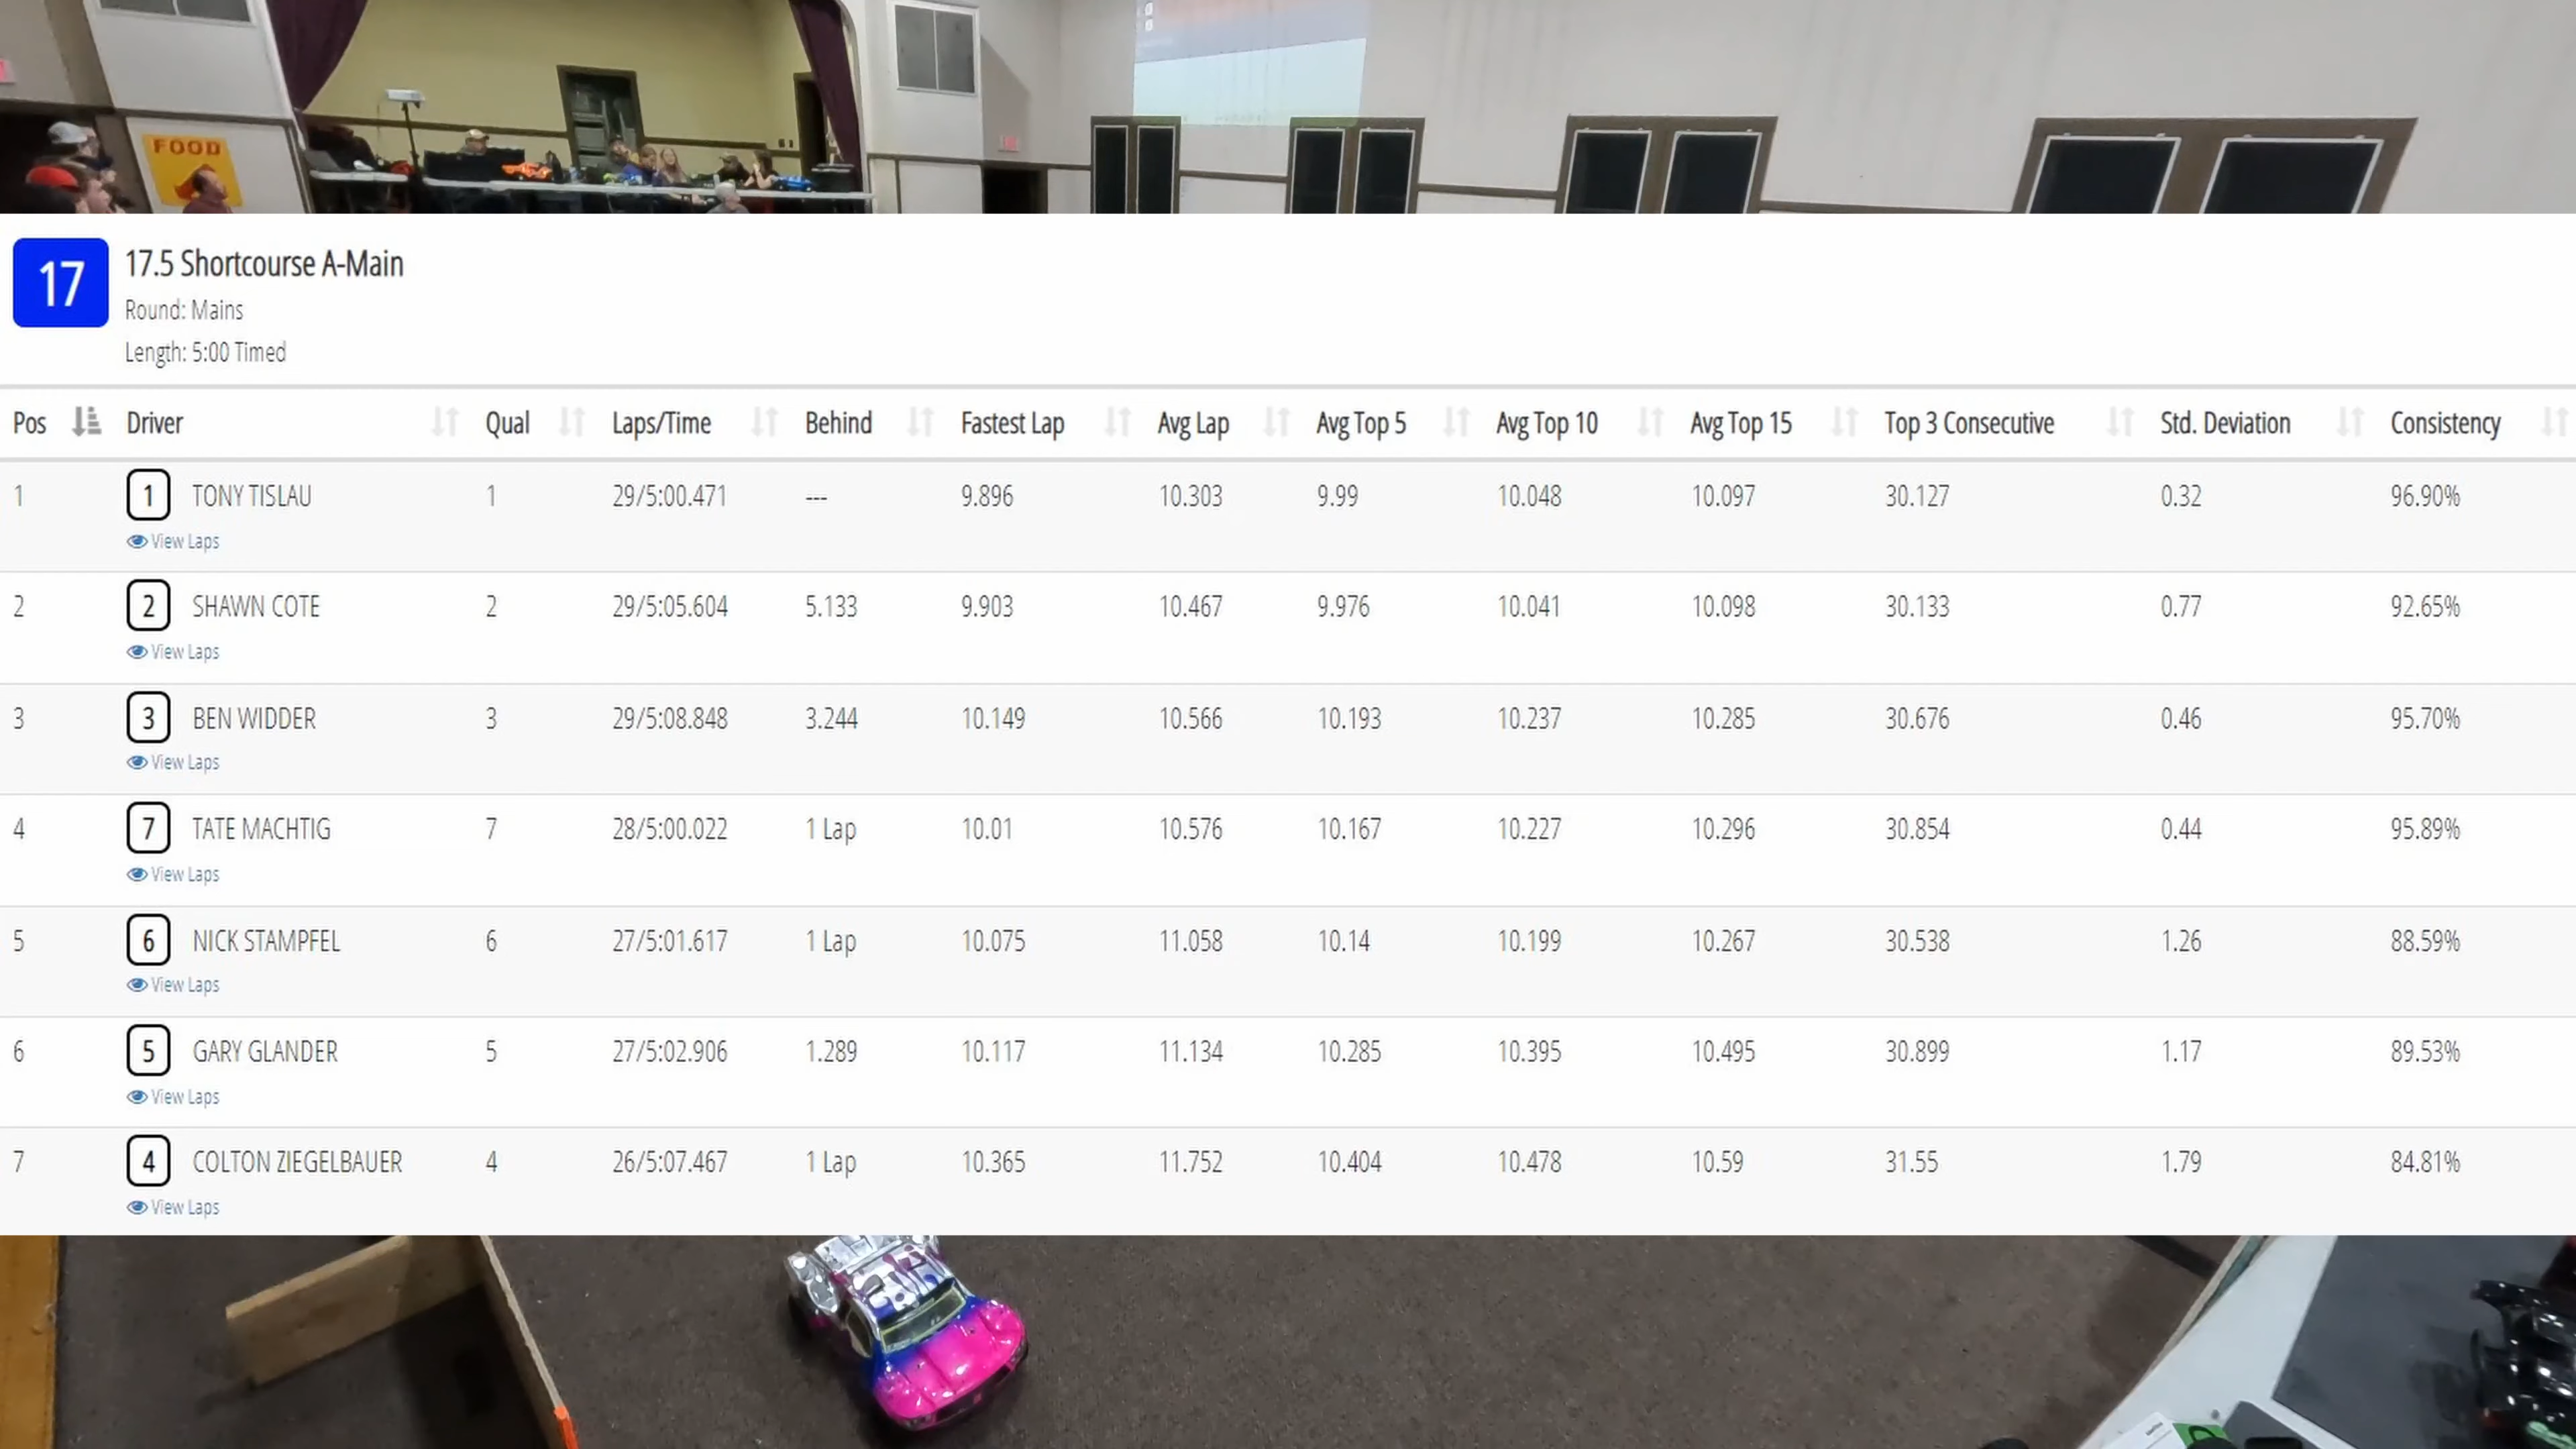 FOOD
17
17.5 Shortcourse A-Main
Round: Mains
Length: 5:00 Timed
Pos Driver Qual Laps/Time Behind Fastest Lap Avg Lap Avg Top 5 Avg Top 10 Avg Top 15 Top 3 Consecutive Std. Deviation Consistency
1 1 TONY TISLAU 1 29/5:00.471 --- 9.896 10.303 9.99 10.048 10.097 30.127 0.32 96.90%
View Laps
2 2 SHAWN COTE 2 29/5:05.604 5.133 9.903 10.467 9.976 10.041 10.098 30.133 0.77 92.65%
View Laps
3 3 BEN WIDDER 3 29/5:08.848 3.244 10.149 10.566 10.193 10.237 10.285 30.676 0.46 95.70%
View Laps
4 7 TATE MACHTIG 7 28/5:00.022 1 Lap 10.01 10.576 10.167 10.227 10.296 30.854 0.44 95.89%
View Laps
5 6 NICK STAMPFEL 6 27/5:01.617 1 Lap 10.075 11.058 10.14 10.199 10.267 30.538 1.26 88.59%
View Laps
6 5 GARY GLANDER 5 27/5:02.906 1.289 10.117 11.134 10.285 10.395 10.495 30.899 1.17 89.53%
View Laps
7 4 COLTON ZIEGELBAUER 4 26/5:07.467 1 Lap 10.365 11.752 10.404 10.478 10.59 31.55 1.79 84.81%
View Laps